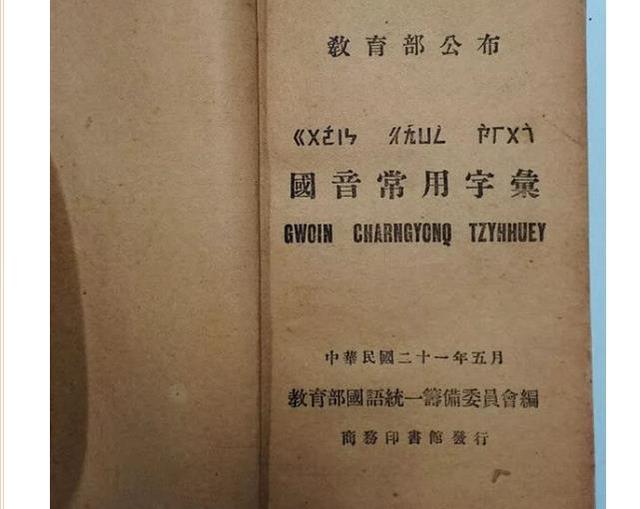 教育部公布
ㄍㄨㄛˊㄧㄣ ㄔㄤˊㄩㄥˋ ㄗˋㄏㄨㄟˋ
國音常用字彙
GWOIN CHARNGYONQ TZYHHUEY
中華民國二十一年五月
教育部國語統一籌備委員會編
商務印書館發行